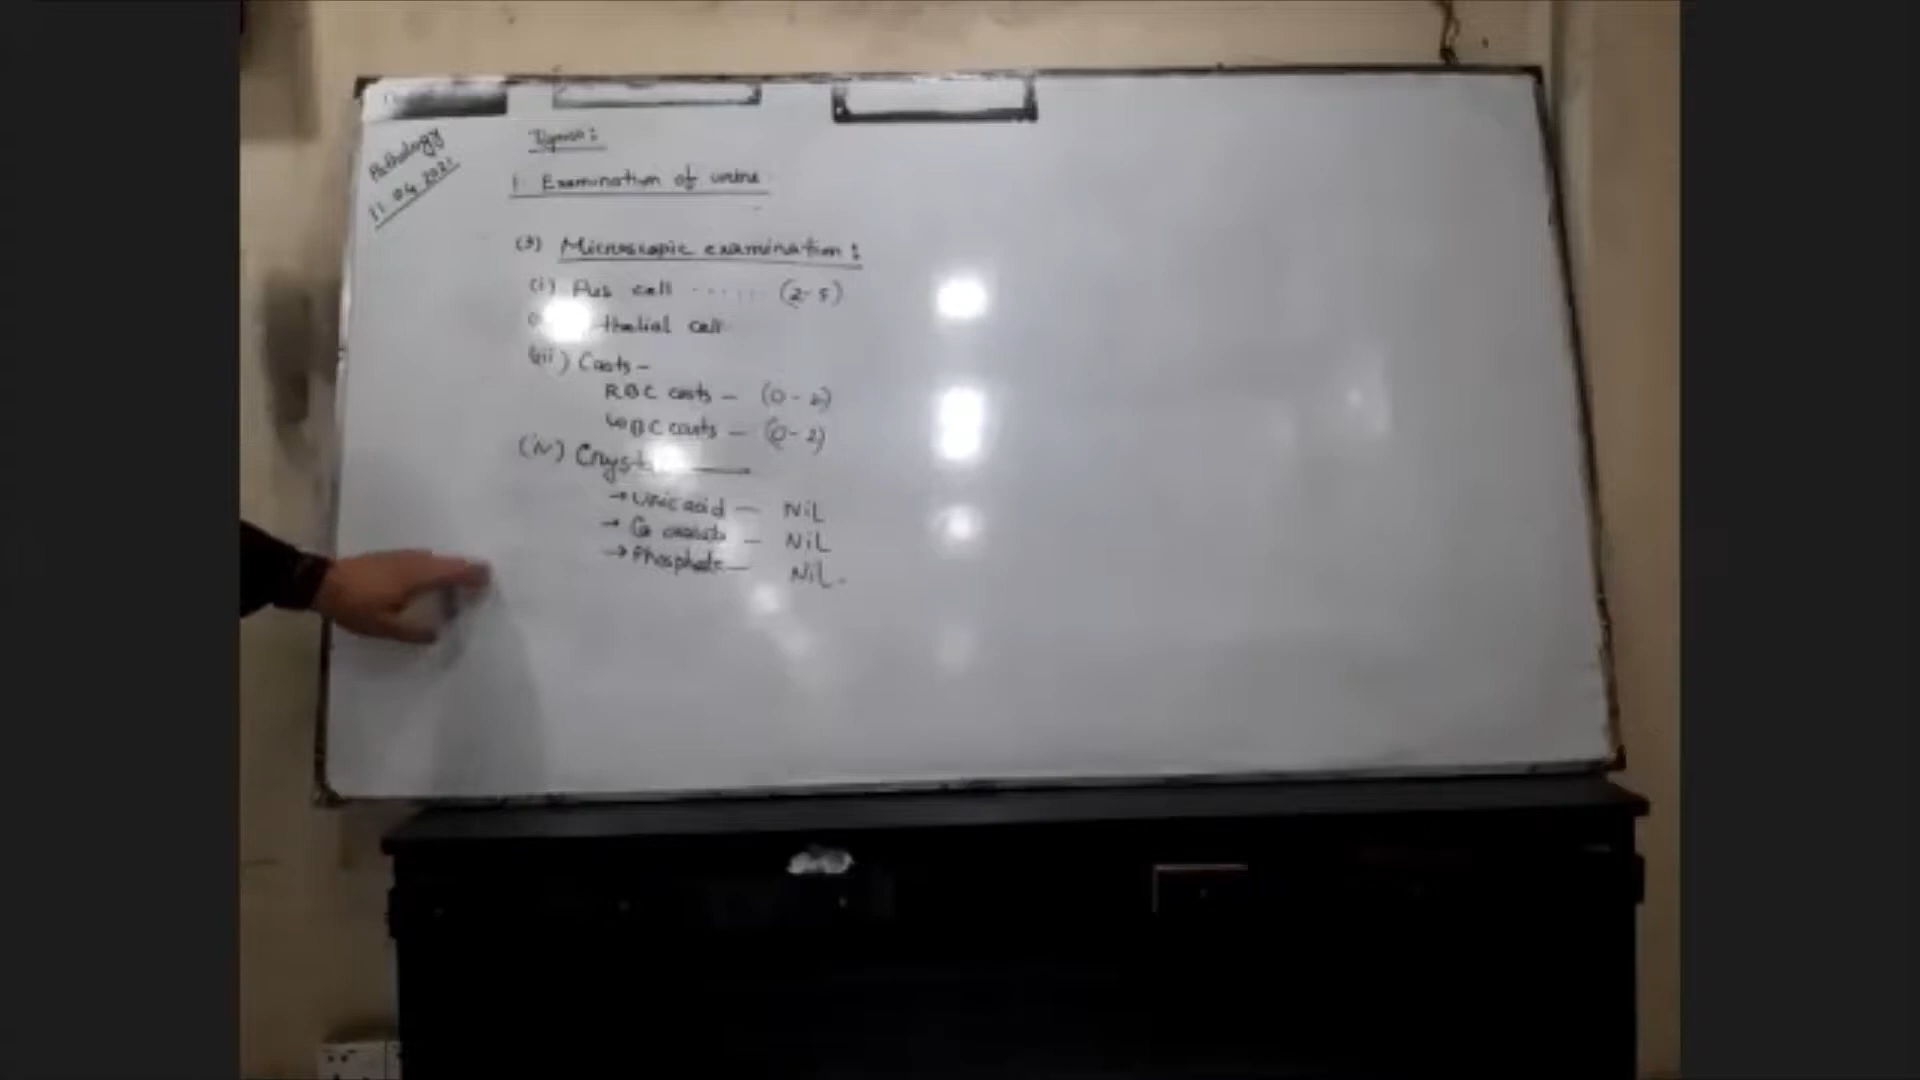 Pathology
11.04.2021
1. Examination of urine
(3) Microscopic examination:
(i) Pus cell ...... (2-5)
thelial cell
(iii) Casts -
RBC casts - (0-2)
WBC casts - (0-2)
(iv) Cryst
→ Uric acid - NiL
→ Ca oxalate - NiL
→ Phosphate - NiL.